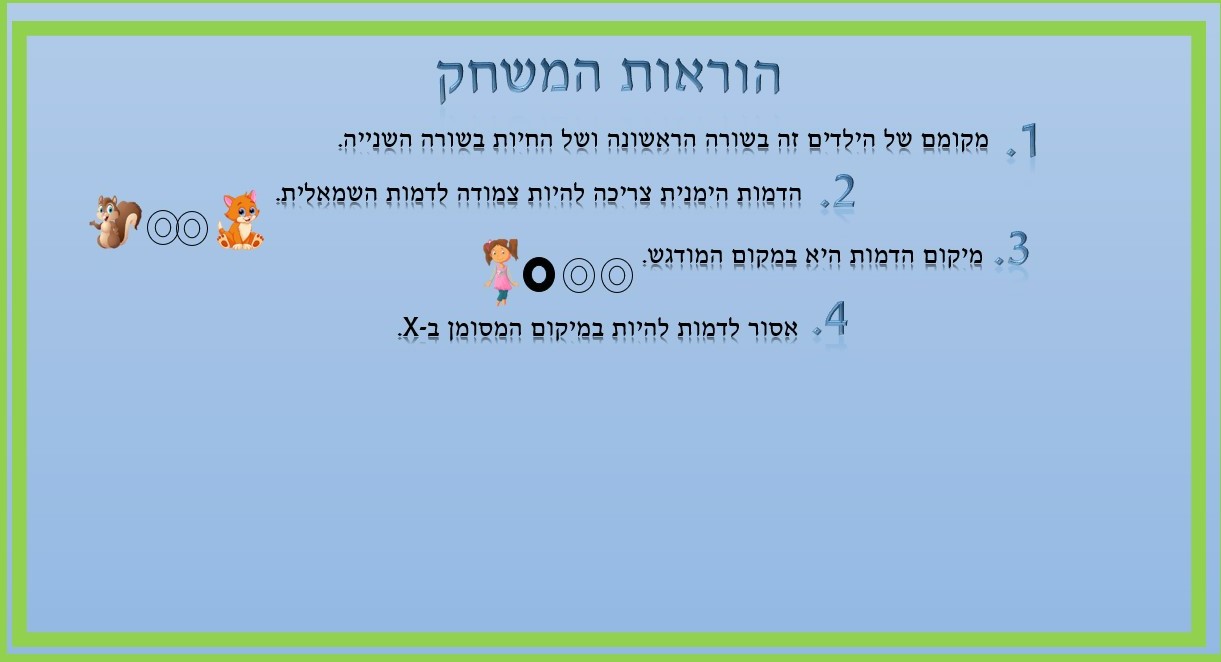 הוראות המשחק
1. מקומם של הילדים זה בשורה הראשונה ושל החיות בשורה השנייה.
2. הדמות הימנית צריכה להיות צמודה לדמות השמאלית.
3. מיקום הדמות היא במקום המודגש.
4. אסור לדמות להיות במיקום המסומן ב-X.